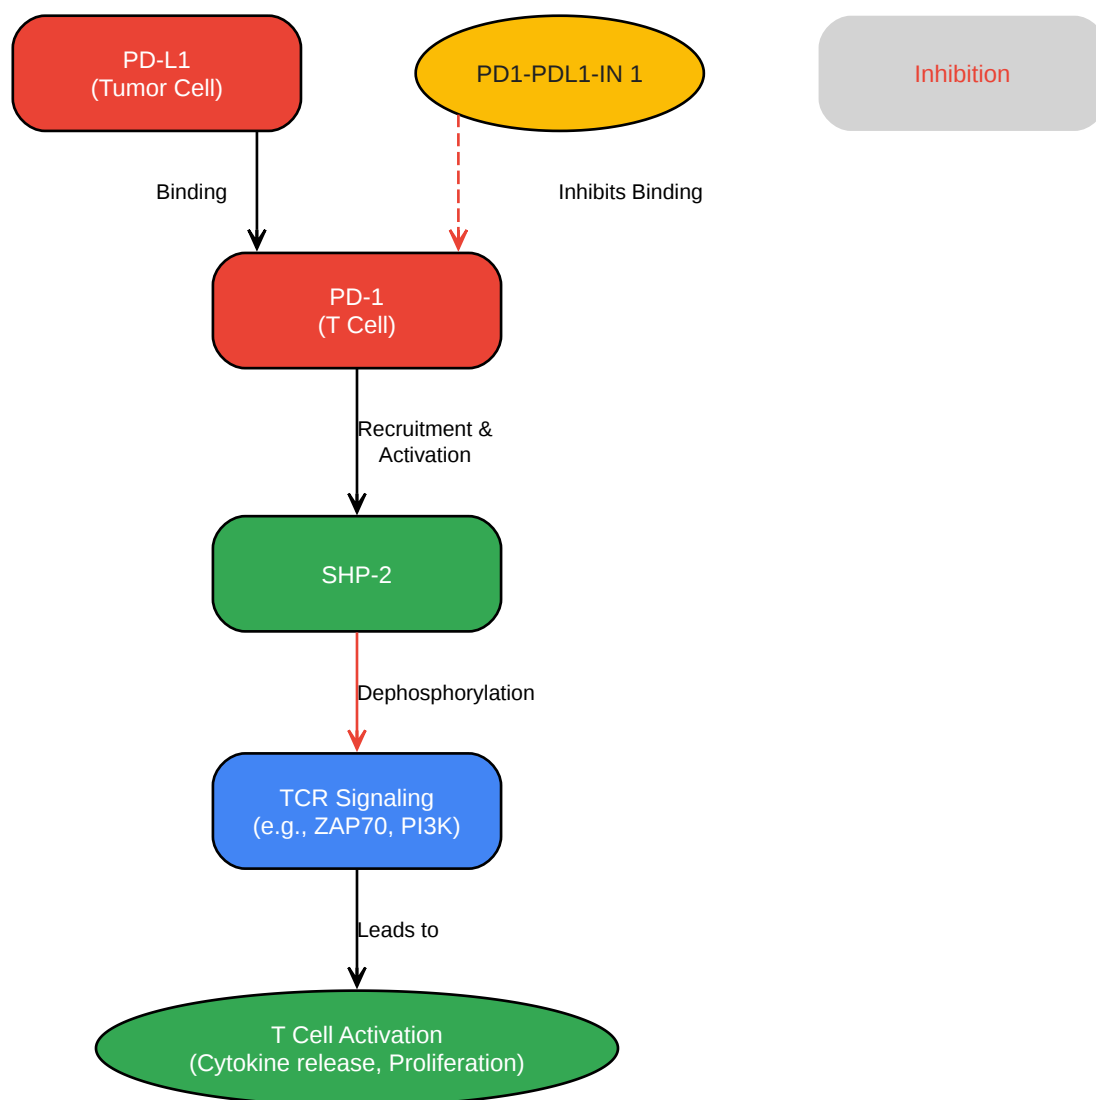 PD-L1
(Tumor Cell)
PD1-PDL1-IN 1
Inhibition
Binding
Inhibits Binding
PD-1
(T Cell)
Recruitment &
Activation
SHP-2
Dephosphorylation
TCR Signaling
(e.g., ZAP70, PI3K)
Leads to
T Cell Activation
(Cytokine release, Proliferation)